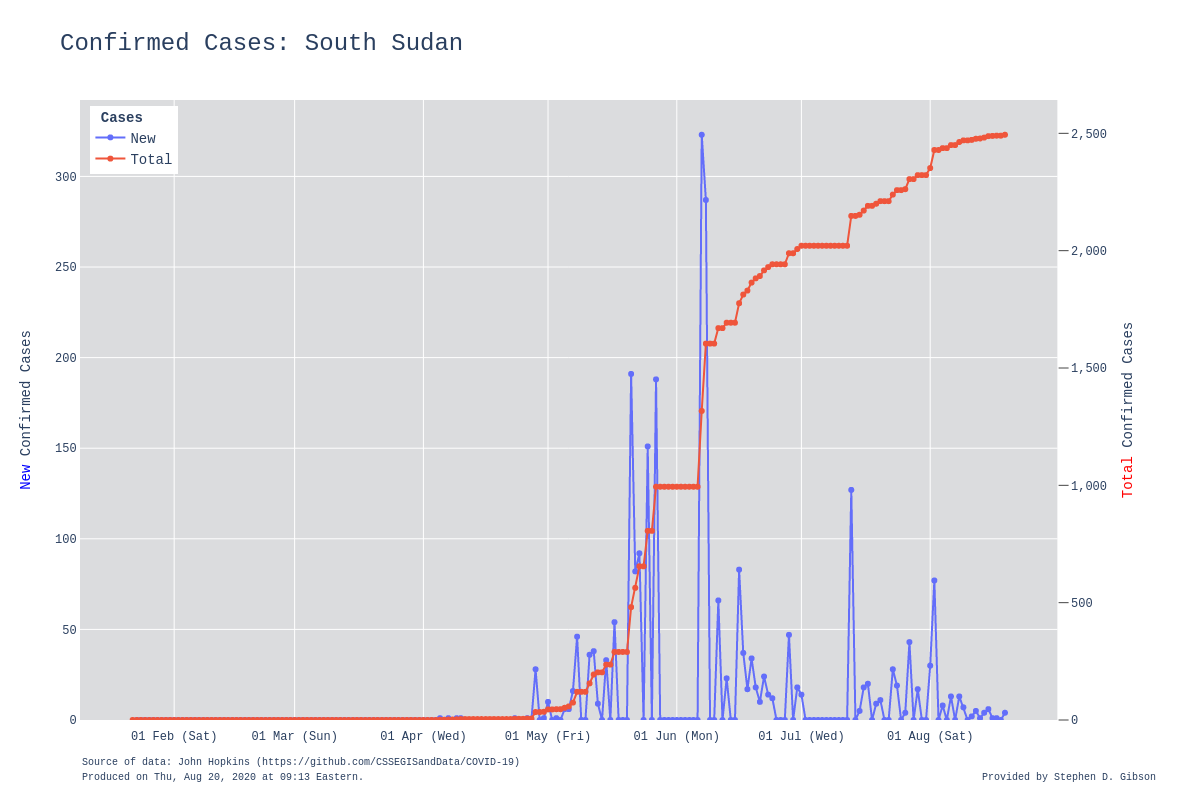 Confirmed Cases: South Sudan
Cases
New
Total
300
250
200
150
100
50
0
2,500
2,000
1,500
1,000
500
0
New Confirmed Cases
Total Confirmed Cases
01 Feb (Sat)
01 Mar (Sun)
01 Apr (Wed)
01 May (Fri)
01 Jun (Mon)
01 Jul (Wed)
01 Aug (Sat)
Source of data: John Hopkins (https://github.com/CSSEGISandData/COVID-19)
Produced on Thu, Aug 20, 2020 at 09:13 Eastern.
Provided by Stephen D. Gibson